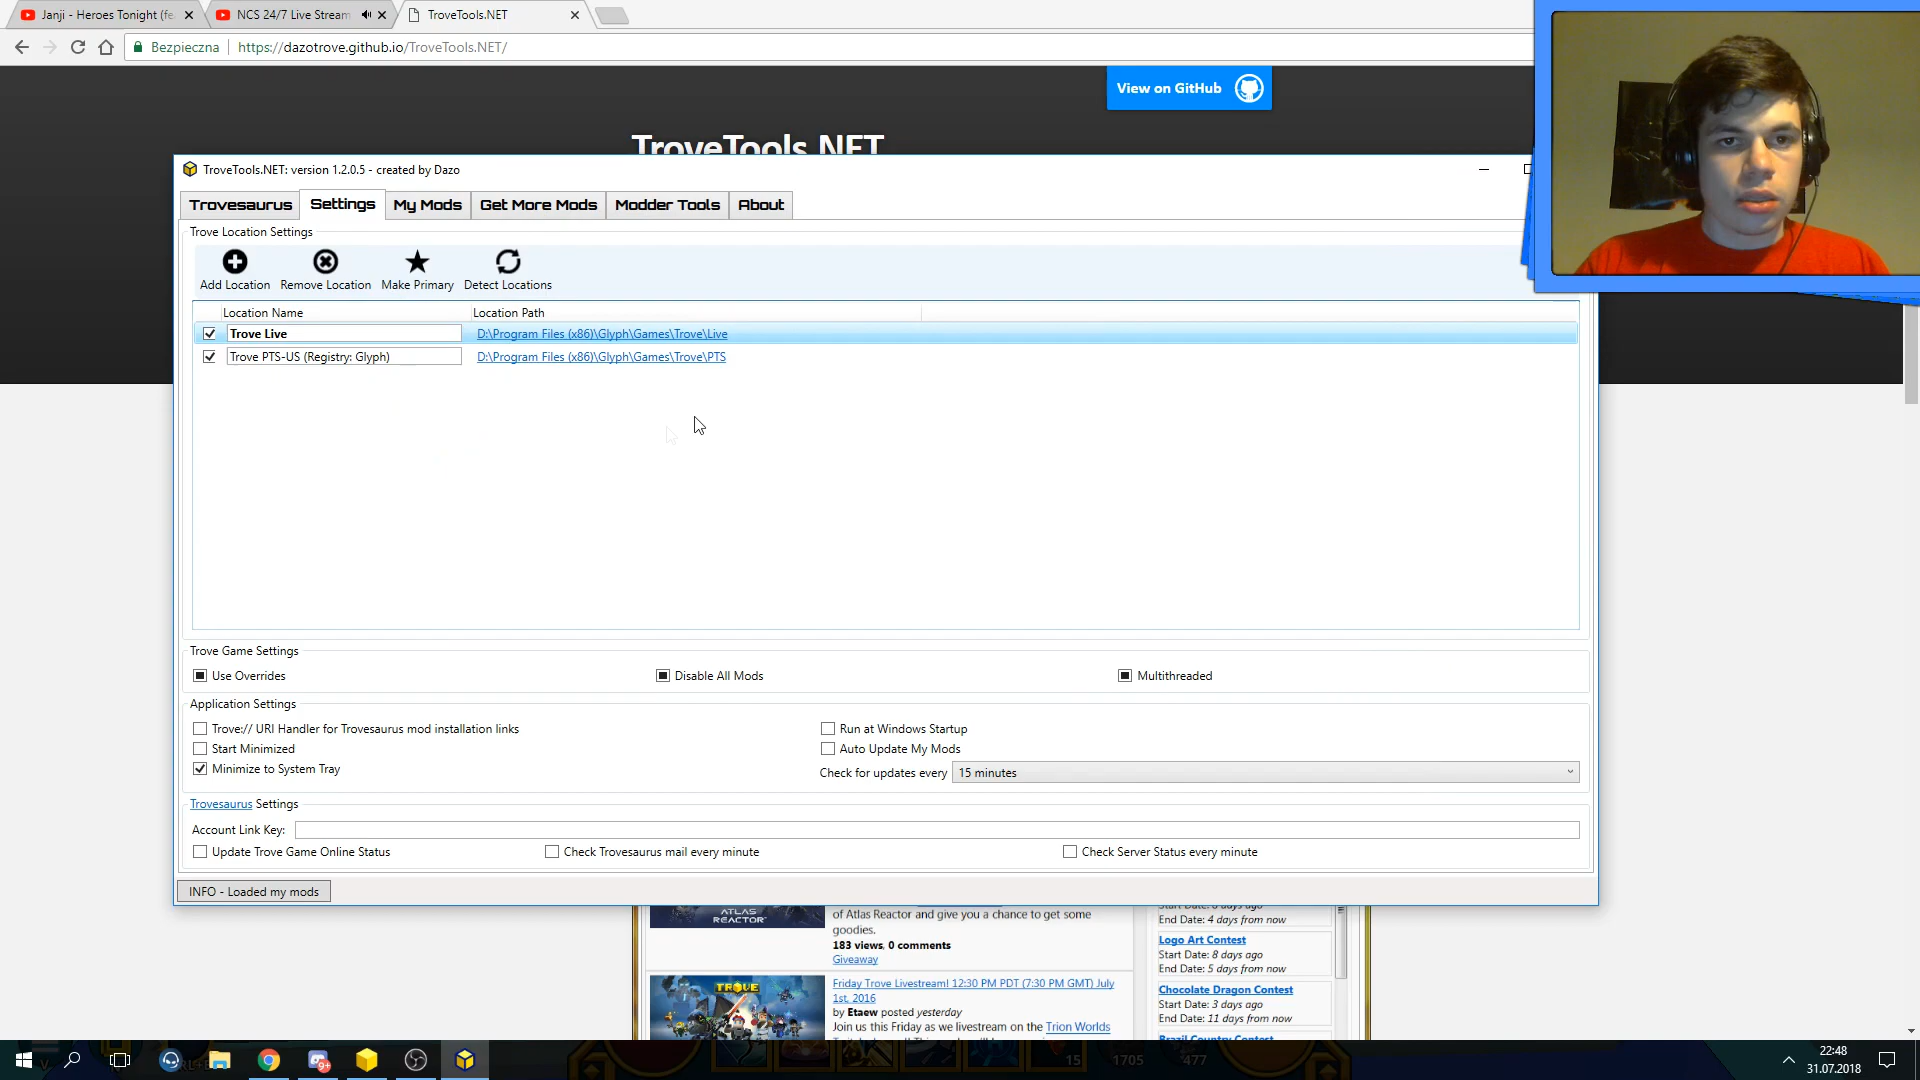 Janji - Heroes Tonight (fe
NCS 24/7 Live Stream
TroveTools.NET
Bezpieczna
https://dazotrove.github.io/TroveTools.NET/
View on GitHub
TroveTools.NET
TroveTools.NET: version 1.2.0.5 - created by Dazo
Trovesaurus
Settings
My Mods
Get More Mods
Modder Tools
About
Trove Location Settings
Add Location
Remove Location
Make Primary
Detect Locations
Location Name
Location Path
Trove Live
D:\Program Files (x86)\Glyph\Games\Trove\Live
Trove PTS-US (Registry: Glyph)
D:\Program Files (x86)\Glyph\Games\Trove\PTS
Trove Game Settings
Use Overrides
Disable All Mods
Multithreaded
Application Settings
Trove:// URI Handler for Trovesaurus mod installation links
Run at Windows Startup
Start Minimized
Auto Update My Mods
Minimize to System Tray
Check for updates every
15 minutes
Trovesaurus Settings
Account Link Key:
Update Trove Game Online Status
Check Trovesaurus mail every minute
Check Server Status every minute
INFO - Loaded my mods
ATLAS
REACTOR
of Atlas Reactor and give you a chance to get some
goodies.
183 views, 0 comments
Giveaway
TROVE
Friday Trove Livestream! 12:30 PM PDT (7:30 PM GMT) July
1st, 2016
by Etaew posted yesterday
Join us this Friday as we livestream on the Trion Worlds
End Date: 4 days from now
Logo Art Contest
Start Date: 8 days ago
End Date: 5 days from now
Chocolate Dragon Contest
Start Date: 3 days ago
End Date: 11 days from now
Brazil Country Contest
15
1705
477
22:48
31.07.2018